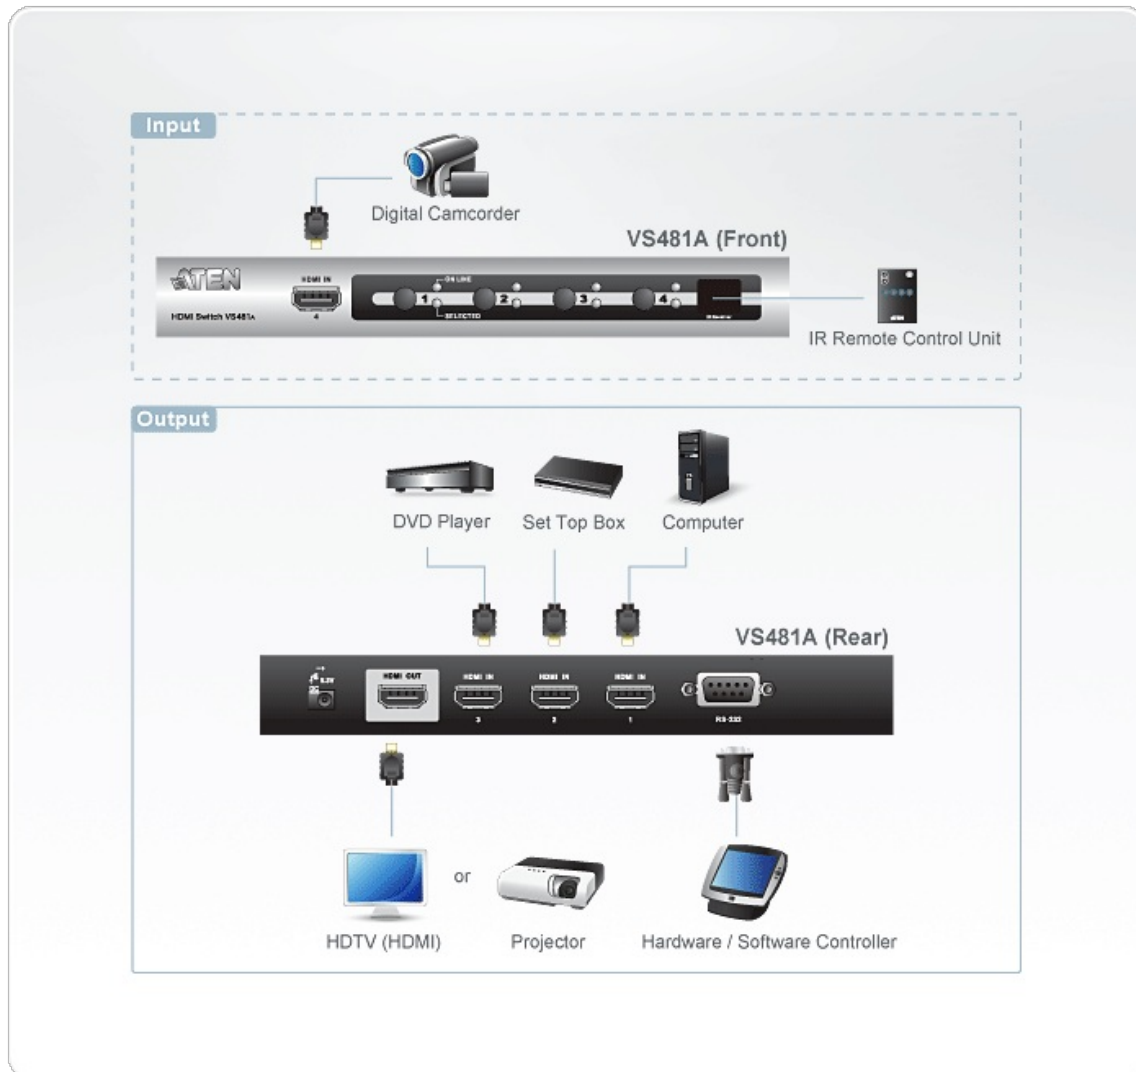 Input
Digital Camcorder
VS481A (Front)
ATEN
HDMI Switch VS481A
HDMI IN
4
ON LINE
1 2 3 4
SELECTED
IR Remote Control Unit
Output
DVD Player
Set Top Box
Computer
VS481A (Rear)
HDMI OUT
HDMI IN
3
HDMI IN
2
HDMI IN
1
RS-232
HDTV (HDMI)
or
Projector
Hardware / Software Controller